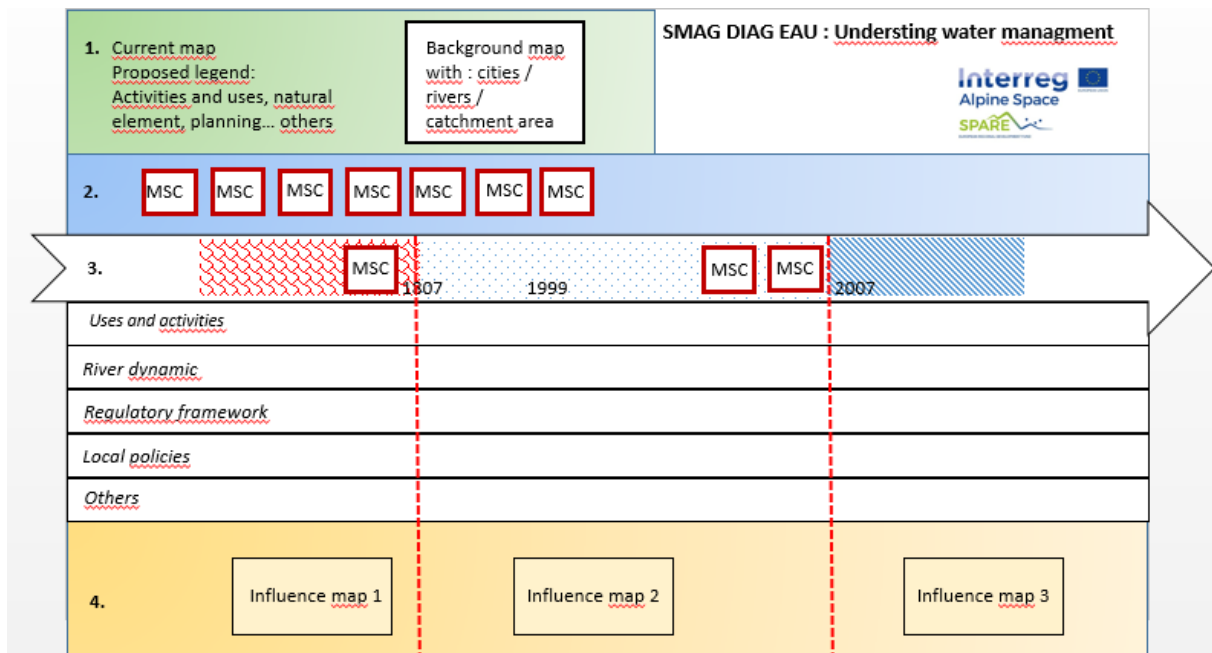 1. Current map
Proposed legend:
Activities and uses, natural
element, planning... others
Background map
with : cities /
rivers /
catchment area
SMAG DIAG EAU : Understing water managment
Interreg
Alpine Space
SPARE
2. MSC MSC MSC MSC MSC MSC MSC
3. MSC MSC MSC
1807 1999 2007
Uses and activities
River dynamic
Regulatory framework
Local policies
Others
4. Influence map 1 Influence map 2 Influence map 3